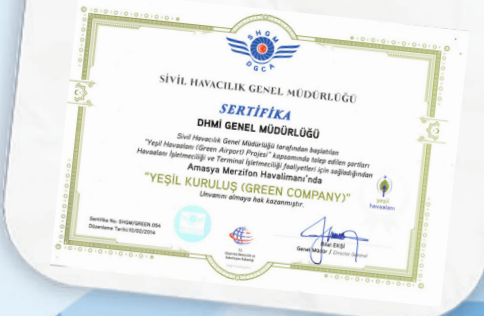 SHGM
DGCA
SİVİL HAVACILIK GENEL MÜDÜRLÜĞÜ
SERTİFİKA
DHMİ GENEL MÜDÜRLÜĞÜ
Sivil Havacılık Genel Müdürlüğü tarafından başlatılan
"Yeşil Havaalanı (Green Airport) Projesi" kapsamında talep edilen şartları
Havaalanı İşletmeciliği ve Terminal İşletmeciliği faaliyetleri için sağladığından
Amasya Merzifon Havalimanı'nda
"YEŞİL KURULUŞ (GREEN COMPANY)"
Unvanını almaya hak kazanmıştır.
yeşil
havaalanı
Sertifika No: SHGM/GREEN.054
Düzenleme Tarihi:
Bilal EKŞİ
Genel Müdür / Director General